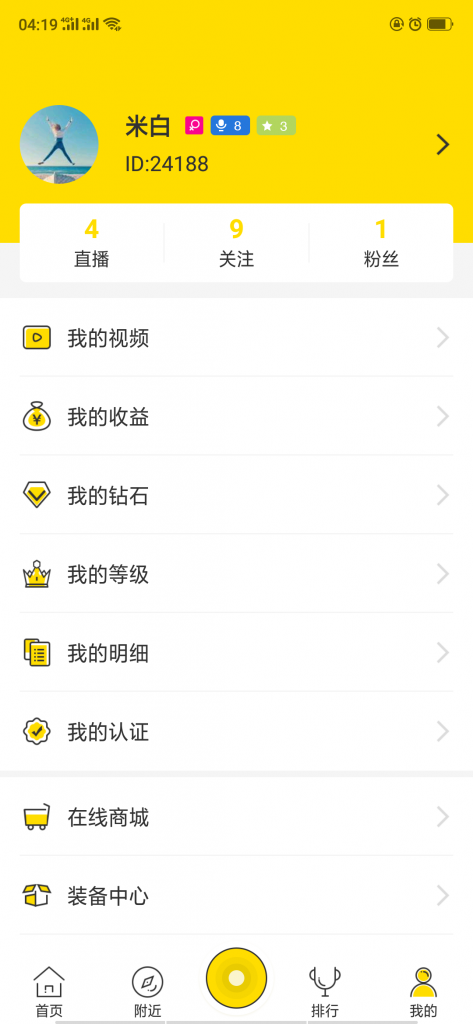 04:19 4G+ 4G
米白 8 3
ID:24188
4 9 1
直播 关注 粉丝
我的视频
¥ 我的收益
我的钻石
我的等级
我的明细
我的认证
在线商城
装备中心
首页 附近 排行 我的